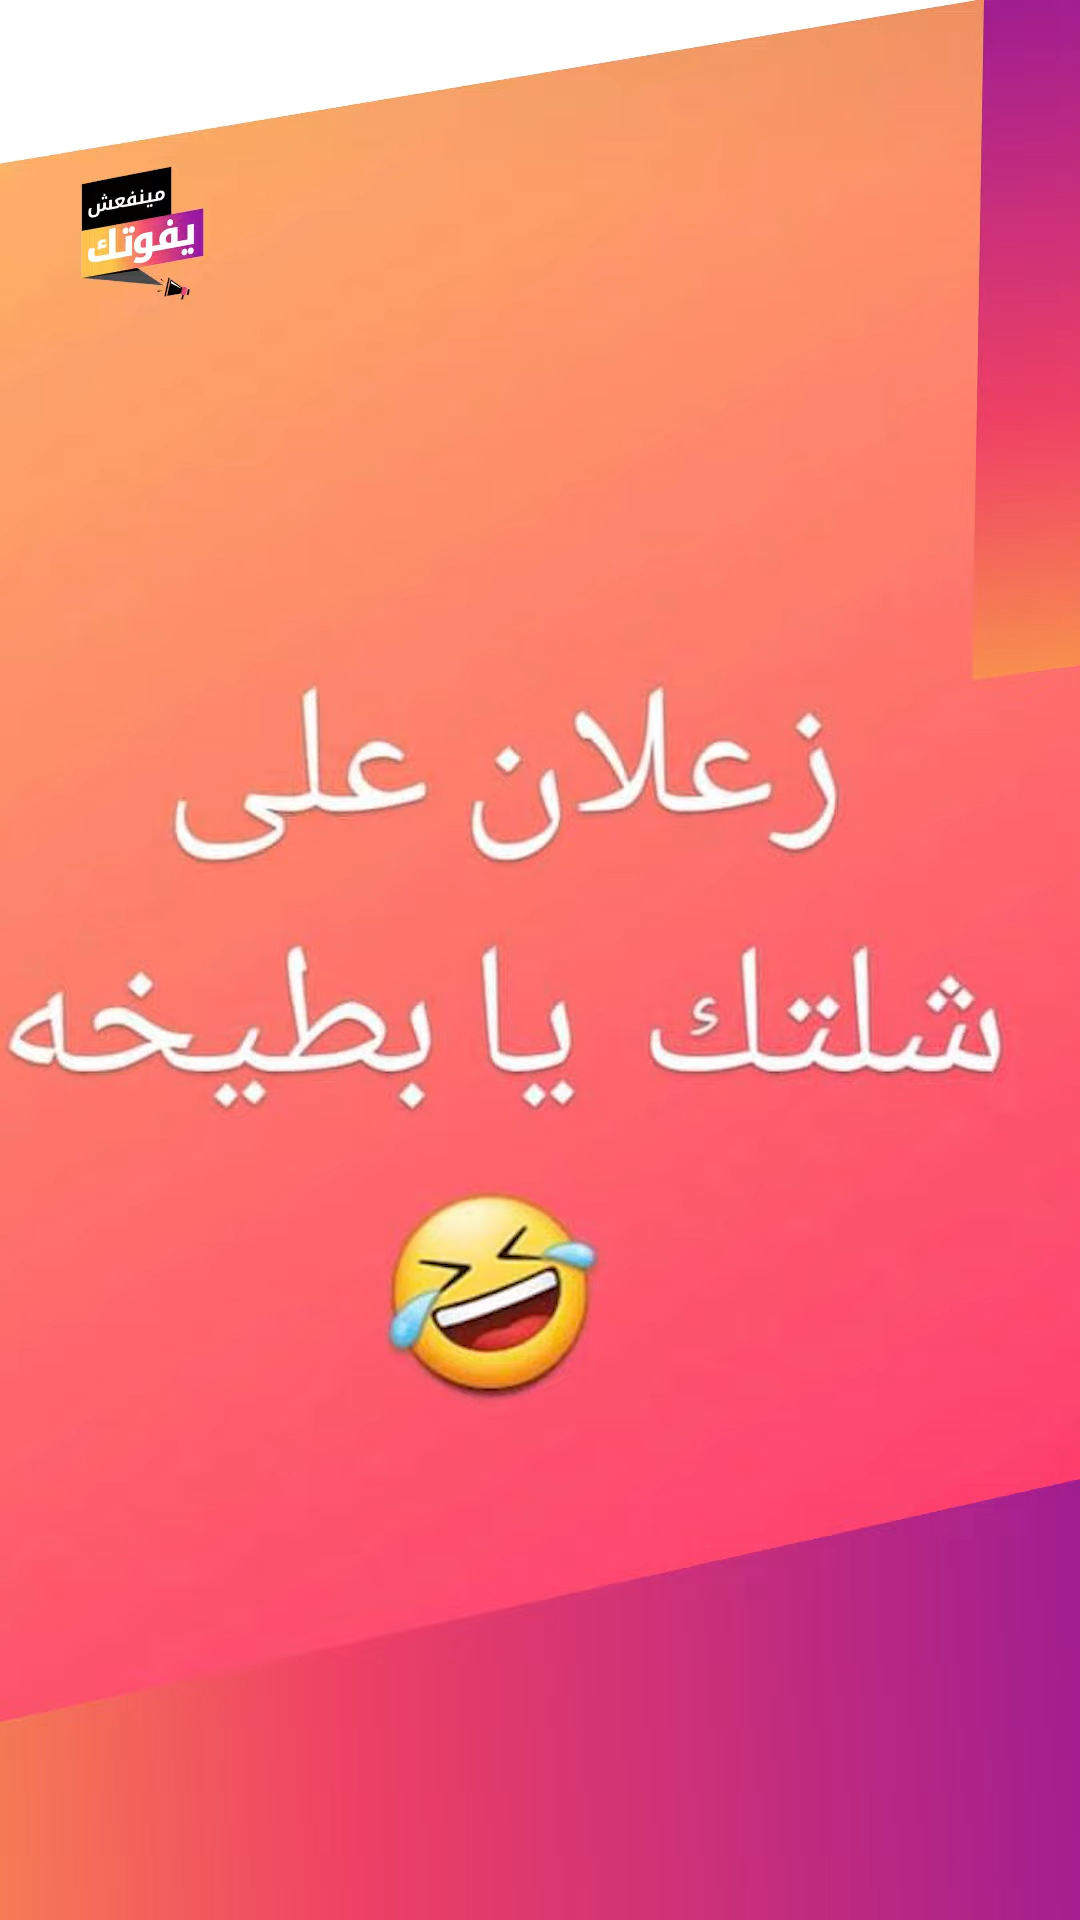 مينفعش
يفوتك
زعلان على
شلتك يا بطيخه
🤣